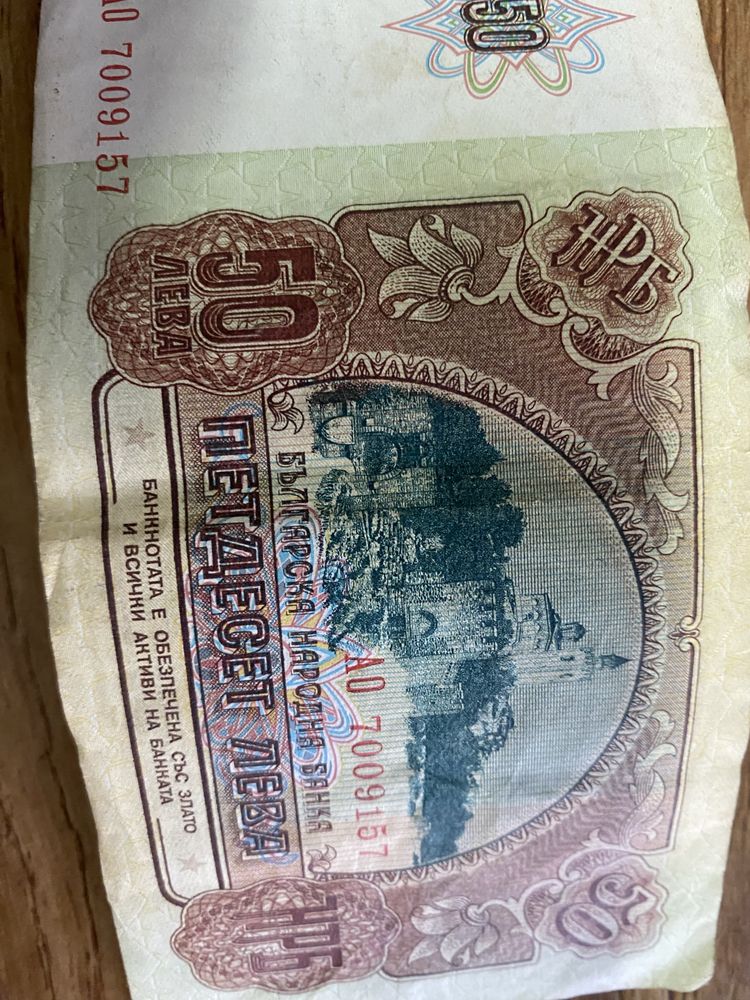 50
АО 7009157
НРБ
50
ЛЕВА
БЪЛГАРСКА НАРОДНА БАНКА
АО 7009157
ПЕТДЕСЕТ ЛЕВА
БАНКНОТАТА Е ОБЕЗПЕЧЕНА СЪС ЗЛАТО
И ВСИЧКИ АКТИВИ НА БАНКАТА
50
НРБ